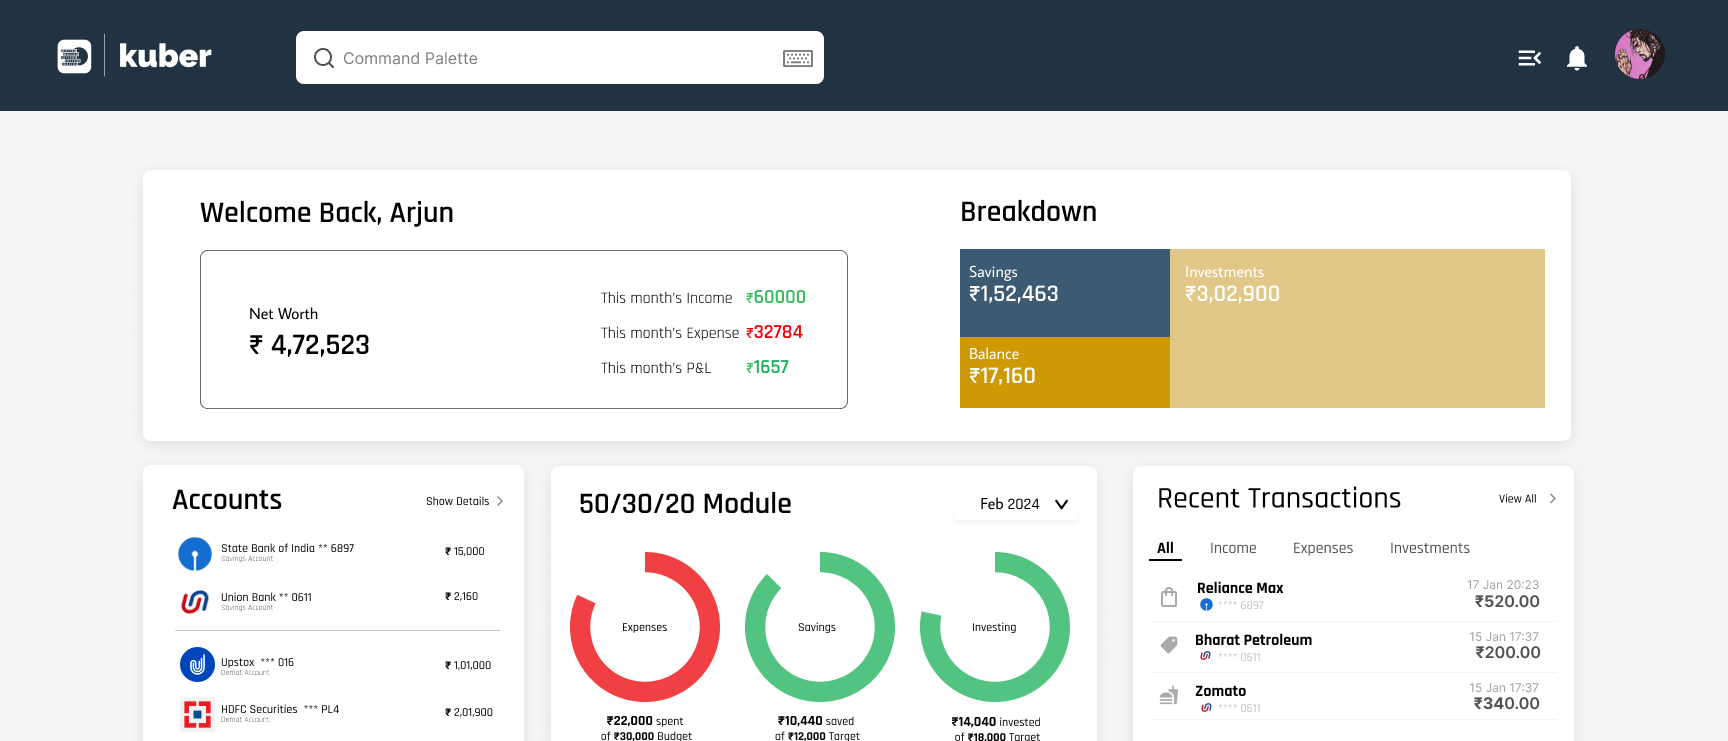 kuber
Command Palette
Welcome Back, Arjun
Net Worth
₹ 4,72,523
This month's Income ₹60000
This month's Expense ₹32784
This month's P&L ₹1657
Breakdown
Savings
₹1,52,463
Investments
₹3,02,900
Balance
₹17,160
Accounts
Show Details
State Bank of India ** 6897
Savings Account
₹ 15,000
Union Bank ** 0611
Savings Account
₹ 2,160
Upstox *** 016
Demat Account
₹ 1,01,000
HDFC Securities *** PL4
Demat Account
₹ 2,01,900
50/30/20 Module
Feb 2024
Expenses
₹22,000 spent
of ₹30,000 Budget
Savings
₹10,440 saved
of ₹12,000 Target
Investing
₹14,040 invested
of ₹18,000 Target
Recent Transactions
View All
All Income Expenses Investments
Reliance Max
**** 6897
17 Jan 20:23
₹520.00
Bharat Petroleum
**** 0611
15 Jan 17:37
₹200.00
Zomato
**** 0611
15 Jan 17:37
₹340.00